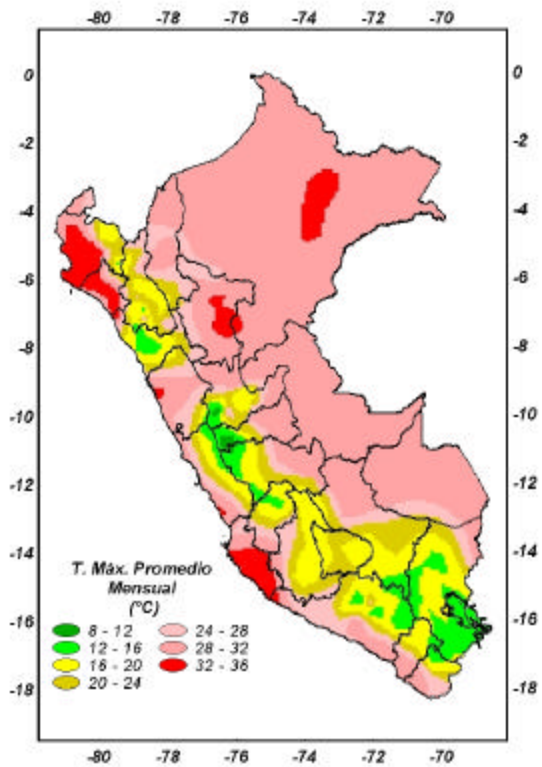 -80 -78 -76 -74 -72 -70
0 0
-2 -2
-4 -4
-6 -6
-8 -8
-10 -10
-12 -12
-14 -14
-16 -16
-18 -18
T. Máx. Promedio
Mensual
(°C)
8 - 12 24 - 28
12 - 16 28 - 32
16 - 20 32 - 36
20 - 24
-80 -78 -76 -74 -72 -70